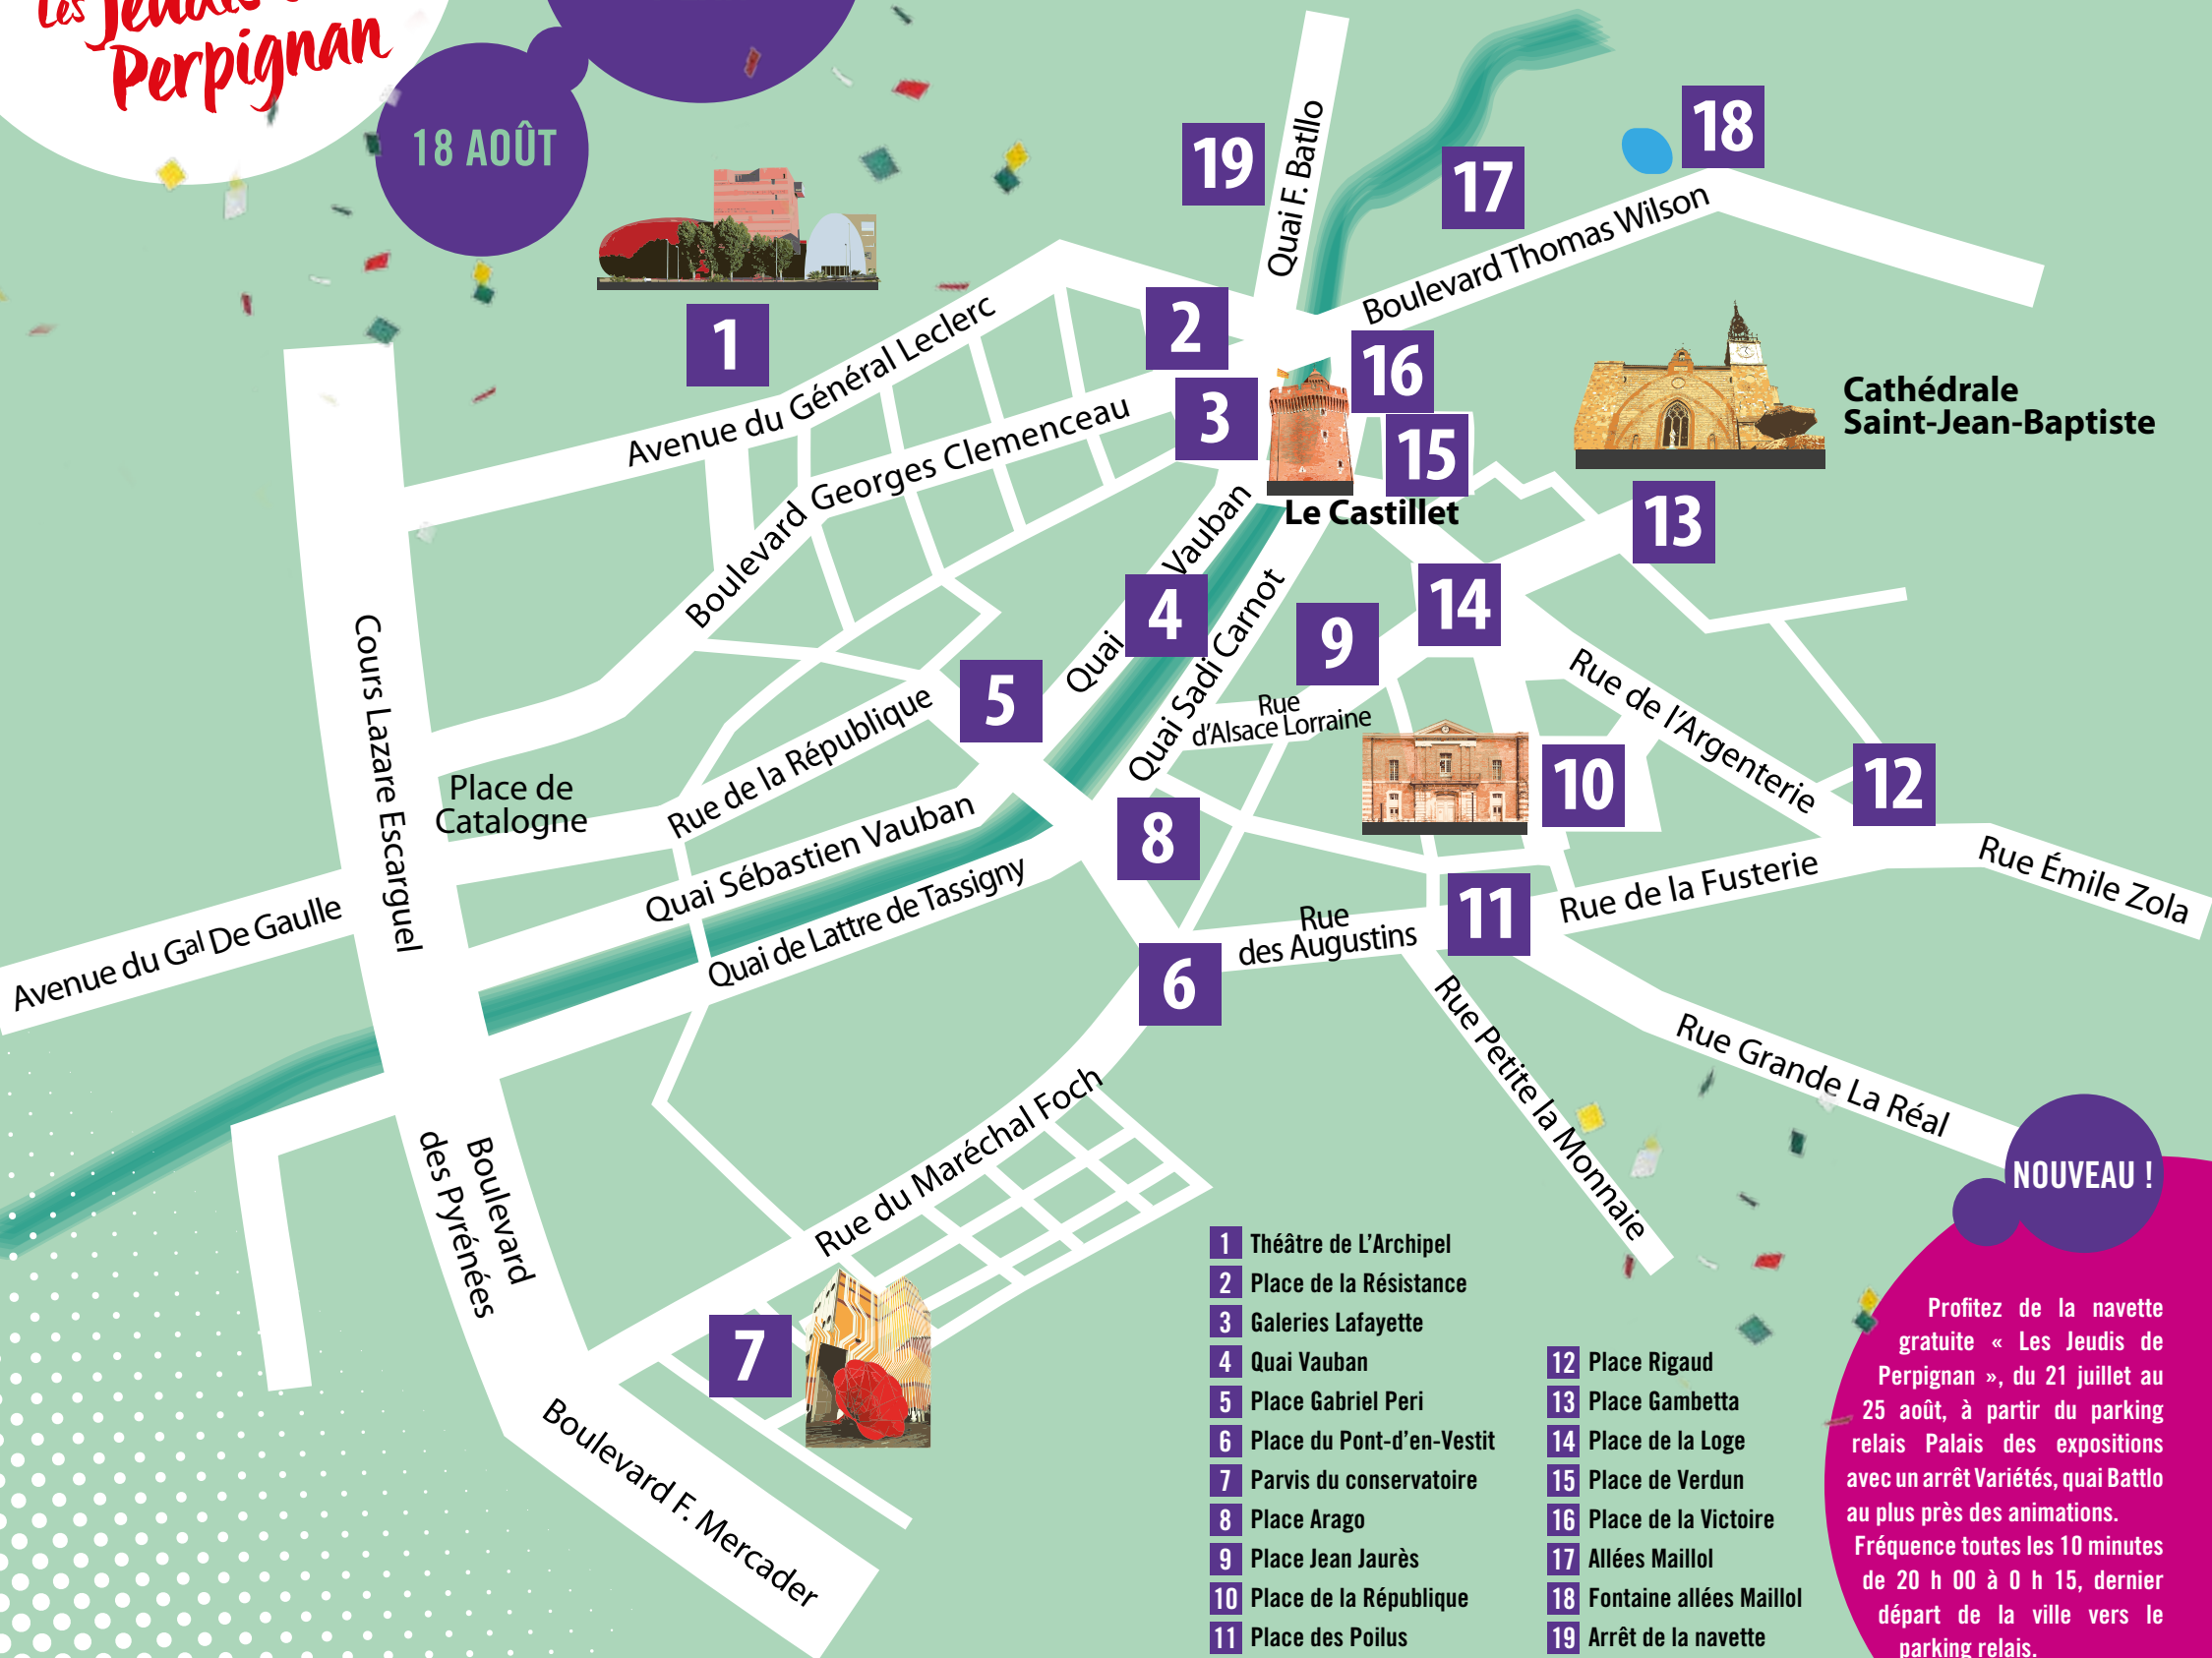 Les Jeudis
Perpignan
18 AOÛT
19
Quai F. Batllo
17
18
Boulevard Thomas Wilson
1
Avenue du Général Leclerc
2
16
3
15
Boulevard Georges Clemenceau
Cathédrale
Saint-Jean-Baptiste
Le Castillet
13
Quai Vauban
4
14
9
Quai Sadi Carnot
5
Rue
d'Alsace Lorraine
Rue de l'Argenterie
10
12
Cours Lazare Escarguel
Place de
Catalogne
Rue de la République
Quai Sébastien Vauban
Quai de Lattre de Tassigny
8
Avenue du Gal De Gaulle
11
Rue de la Fusterie
Rue Émile Zola
Rue
des Augustins
6
Rue Petite la Monnaie
Rue Grande La Réal
Rue du Maréchal Foch
Boulevard
des Pyrénées
7
Boulevard F. Mercader
1 Théâtre de L'Archipel
2 Place de la Résistance
3 Galeries Lafayette
4 Quai Vauban
5 Place Gabriel Peri
6 Place du Pont-d'en-Vestit
7 Parvis du conservatoire
8 Place Arago
9 Place Jean Jaurès
10 Place de la République
11 Place des Poilus
12 Place Rigaud
13 Place Gambetta
14 Place de la Loge
15 Place de Verdun
16 Place de la Victoire
17 Allées Maillol
18 Fontaine allées Maillol
19 Arrêt de la navette
NOUVEAU !
Profitez de la navette
gratuite « Les Jeudis de
Perpignan », du 21 juillet au
25 août, à partir du parking
relais Palais des expositions
avec un arrêt Variétés, quai Battlo
au plus près des animations.
Fréquence toutes les 10 minutes
de 20 h 00 à 0 h 15, dernier
départ de la ville vers le
parking relais.